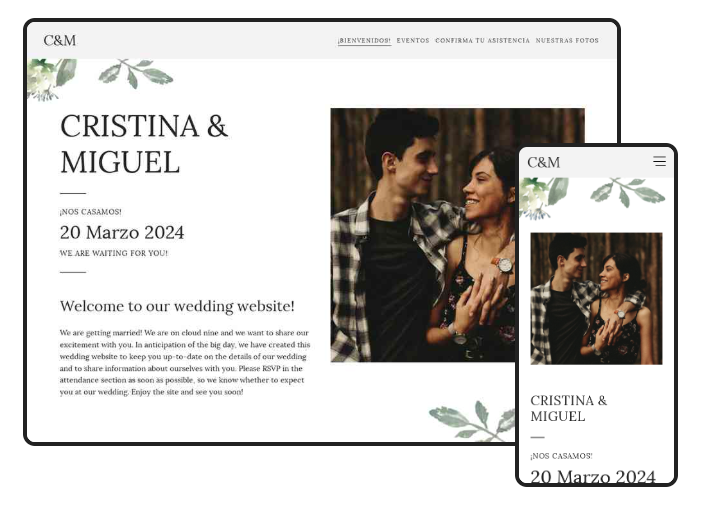 C&M
¡BIENVENIDOS! EVENTOS CONFIRMA TU ASISTENCIA NUESTRAS FOTOS
CRISTINA &
MIGUEL
¡NOS CASAMOS!
20 Marzo 2024
WE ARE WAITING FOR YOU!
Welcome to our wedding website!
We are getting married! We are on cloud nine and we want to share our
excitement with you. In anticipation of the big day, we have created this
wedding website to keep you up-to-date on the details of our wedding
and to share information about ourselves with you. Please RSVP in the
attendance section as soon as possible, so we know whether to expect
you at our wedding. Enjoy the site and see you soon!
C&M
CRISTINA &
MIGUEL
¡NOS CASAMOS!
20 Marzo 2024